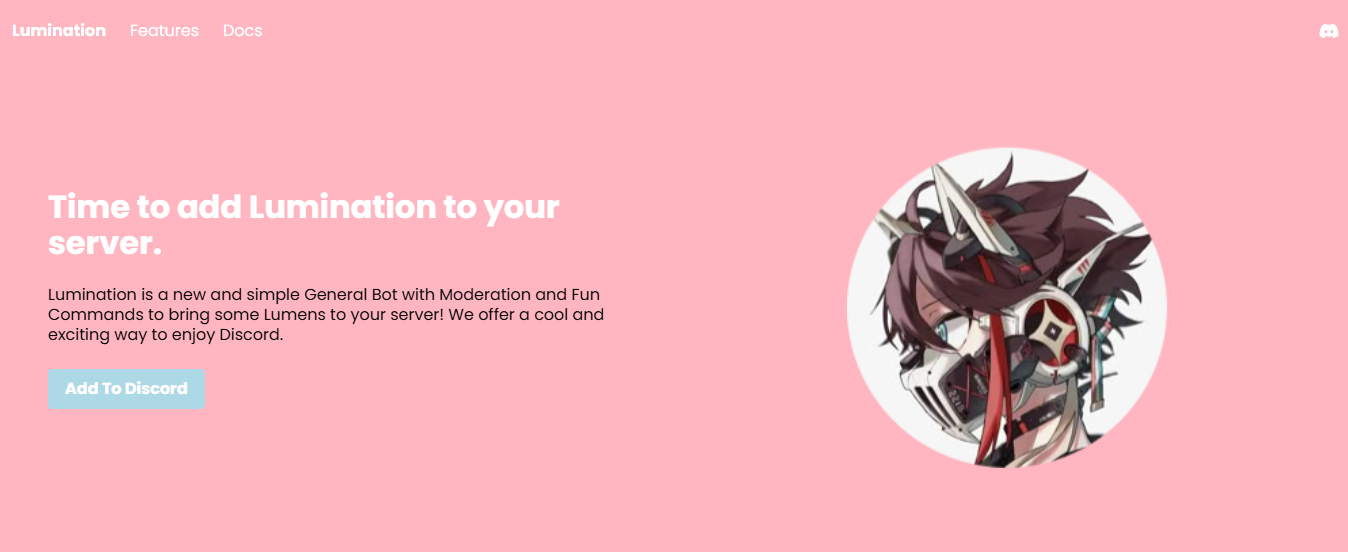 Lumination Features Docs
Time to add Lumination to your
server.
Lumination is a new and simple General Bot with Moderation and Fun
Commands to bring some Lumens to your server! We offer a cool and
exciting way to enjoy Discord.
Add To Discord
2215